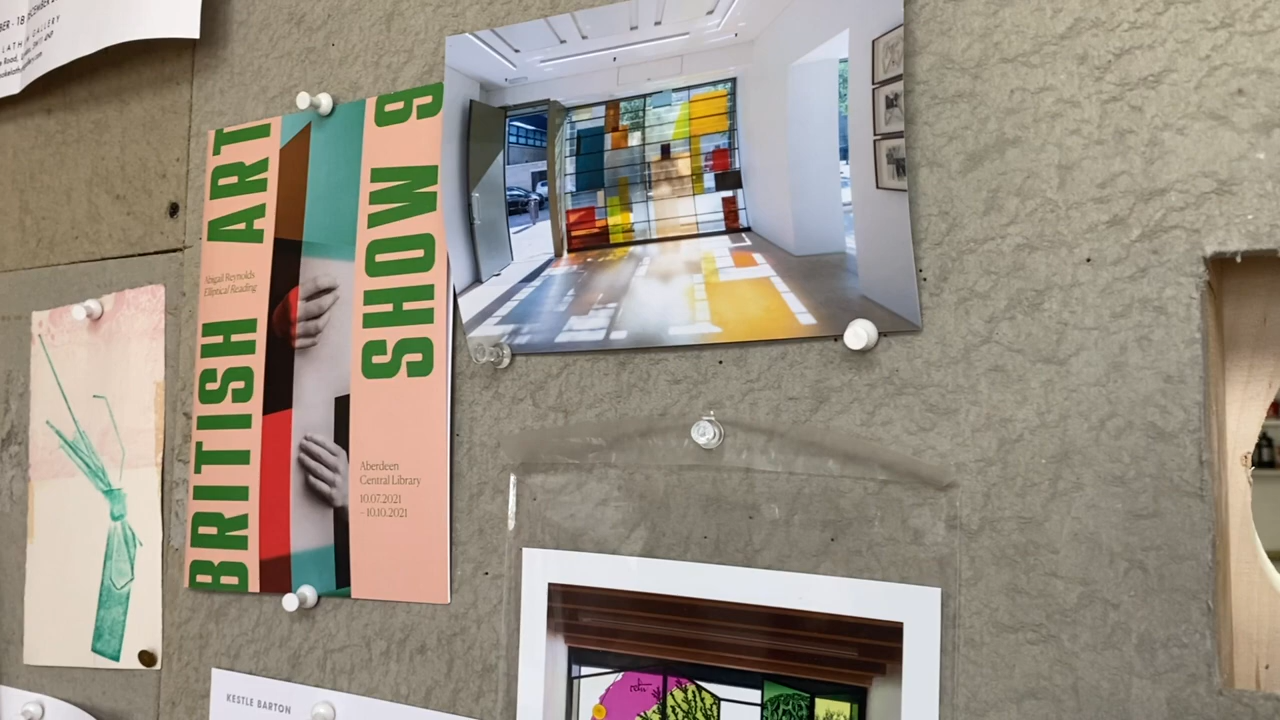 BRITISH ART
SHOW 9
Abigail Reynolds
Elliptical Reading
Aberdeen
Central Library
10.07.2021
– 10.10.2021
KESTLE BARTON